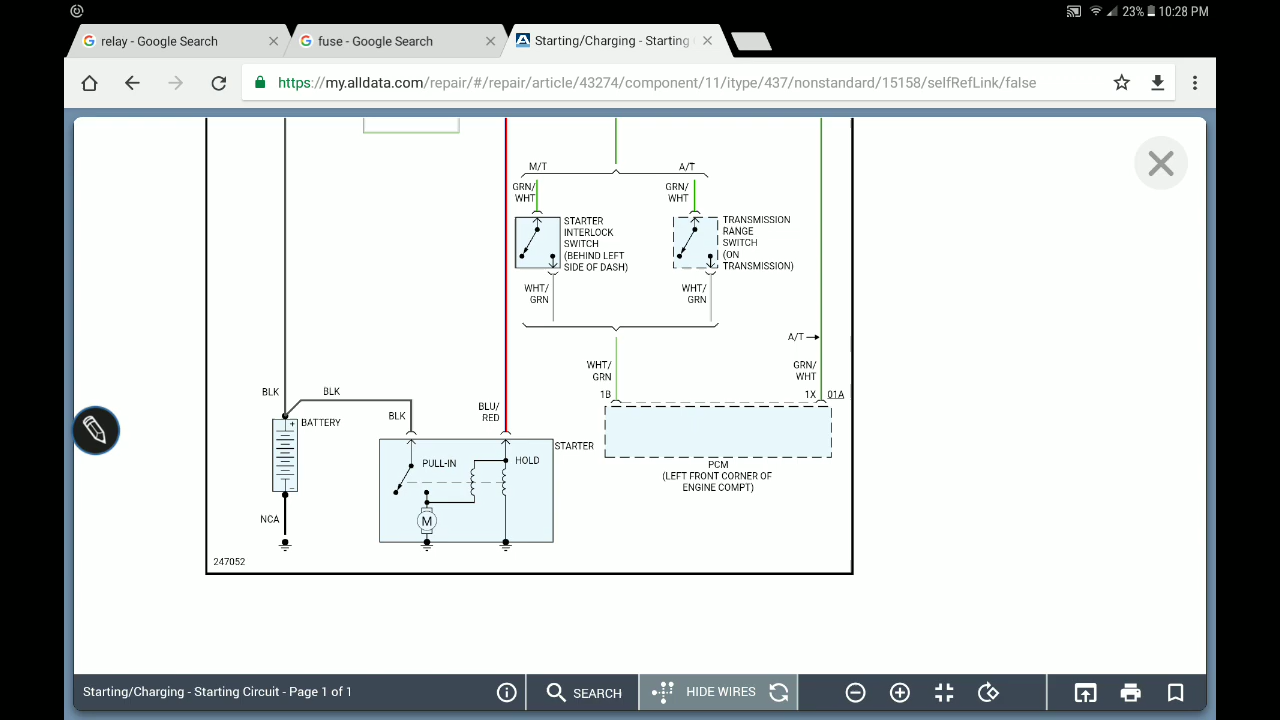 23% 10:28 PM
relay - Google Search
fuse - Google Search
Starting/Charging - Starting
https://my.alldata.com/repair/#/repair/article/43274/component/11/itype/437/nonstandard/15158/selfRefLink/false
M/T
A/T
GRN/
WHT
GRN/
WHT
STARTER
INTERLOCK
SWITCH
(BEHIND LEFT
SIDE OF DASH)
TRANSMISSION
RANGE
SWITCH
(ON
TRANSMISSION)
WHT/
GRN
WHT/
GRN
A/T
WHT/
GRN
GRN/
WHT
1B
1X
01A
BLK
BLK
BLK
BLU/
RED
BATTERY
+
-
STARTER
PULL-IN
HOLD
M
PCM
(LEFT FRONT CORNER OF
ENGINE COMPT)
NCA
247052
Starting/Charging - Starting Circuit - Page 1 of 1
SEARCH
HIDE WIRES